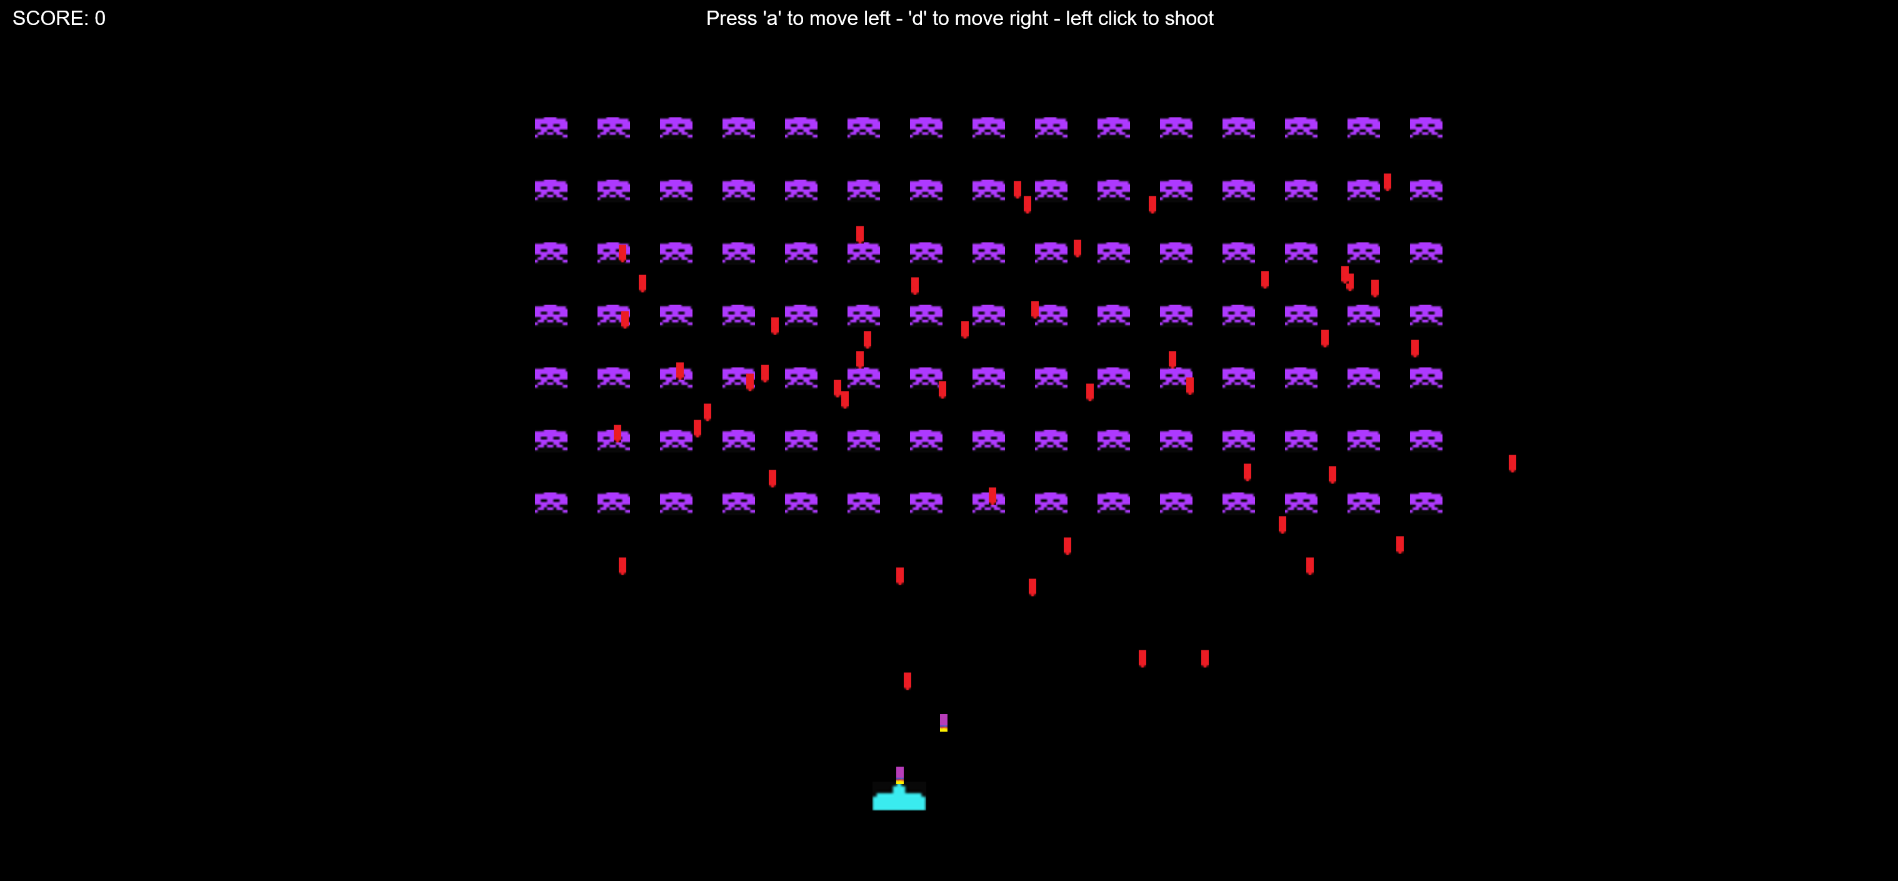 SCORE: 0
Press 'a' to move left - 'd' to move right - left click to shoot